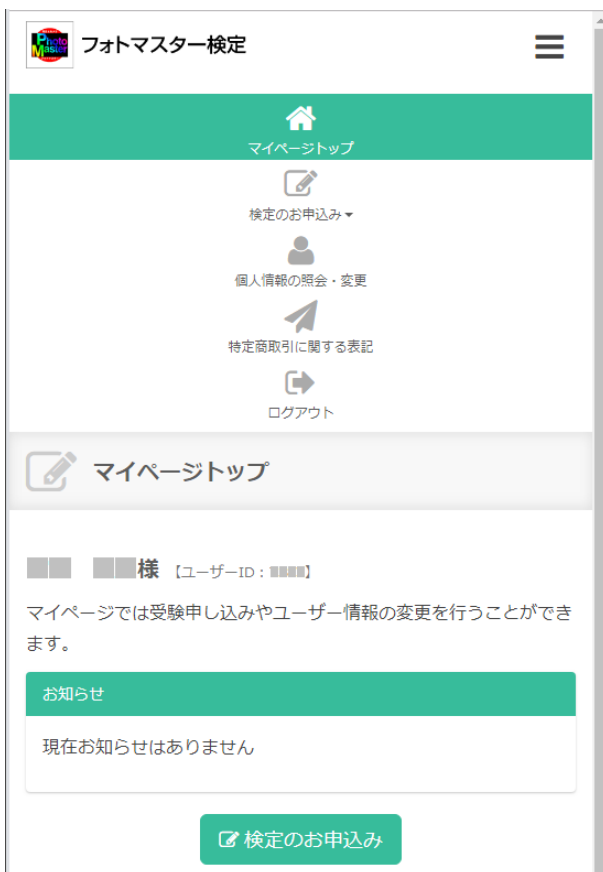 Photo
Master
フォトマスター検定
マイページトップ
検定のお申込み
個人情報の照会・変更
特定商取引に関する表記
ログアウト
マイページトップ
様 【ユーザーID：】
マイページでは受験申し込みやユーザー情報の変更を行うことができ
ます。
お知らせ
現在お知らせはありません
検定のお申込み